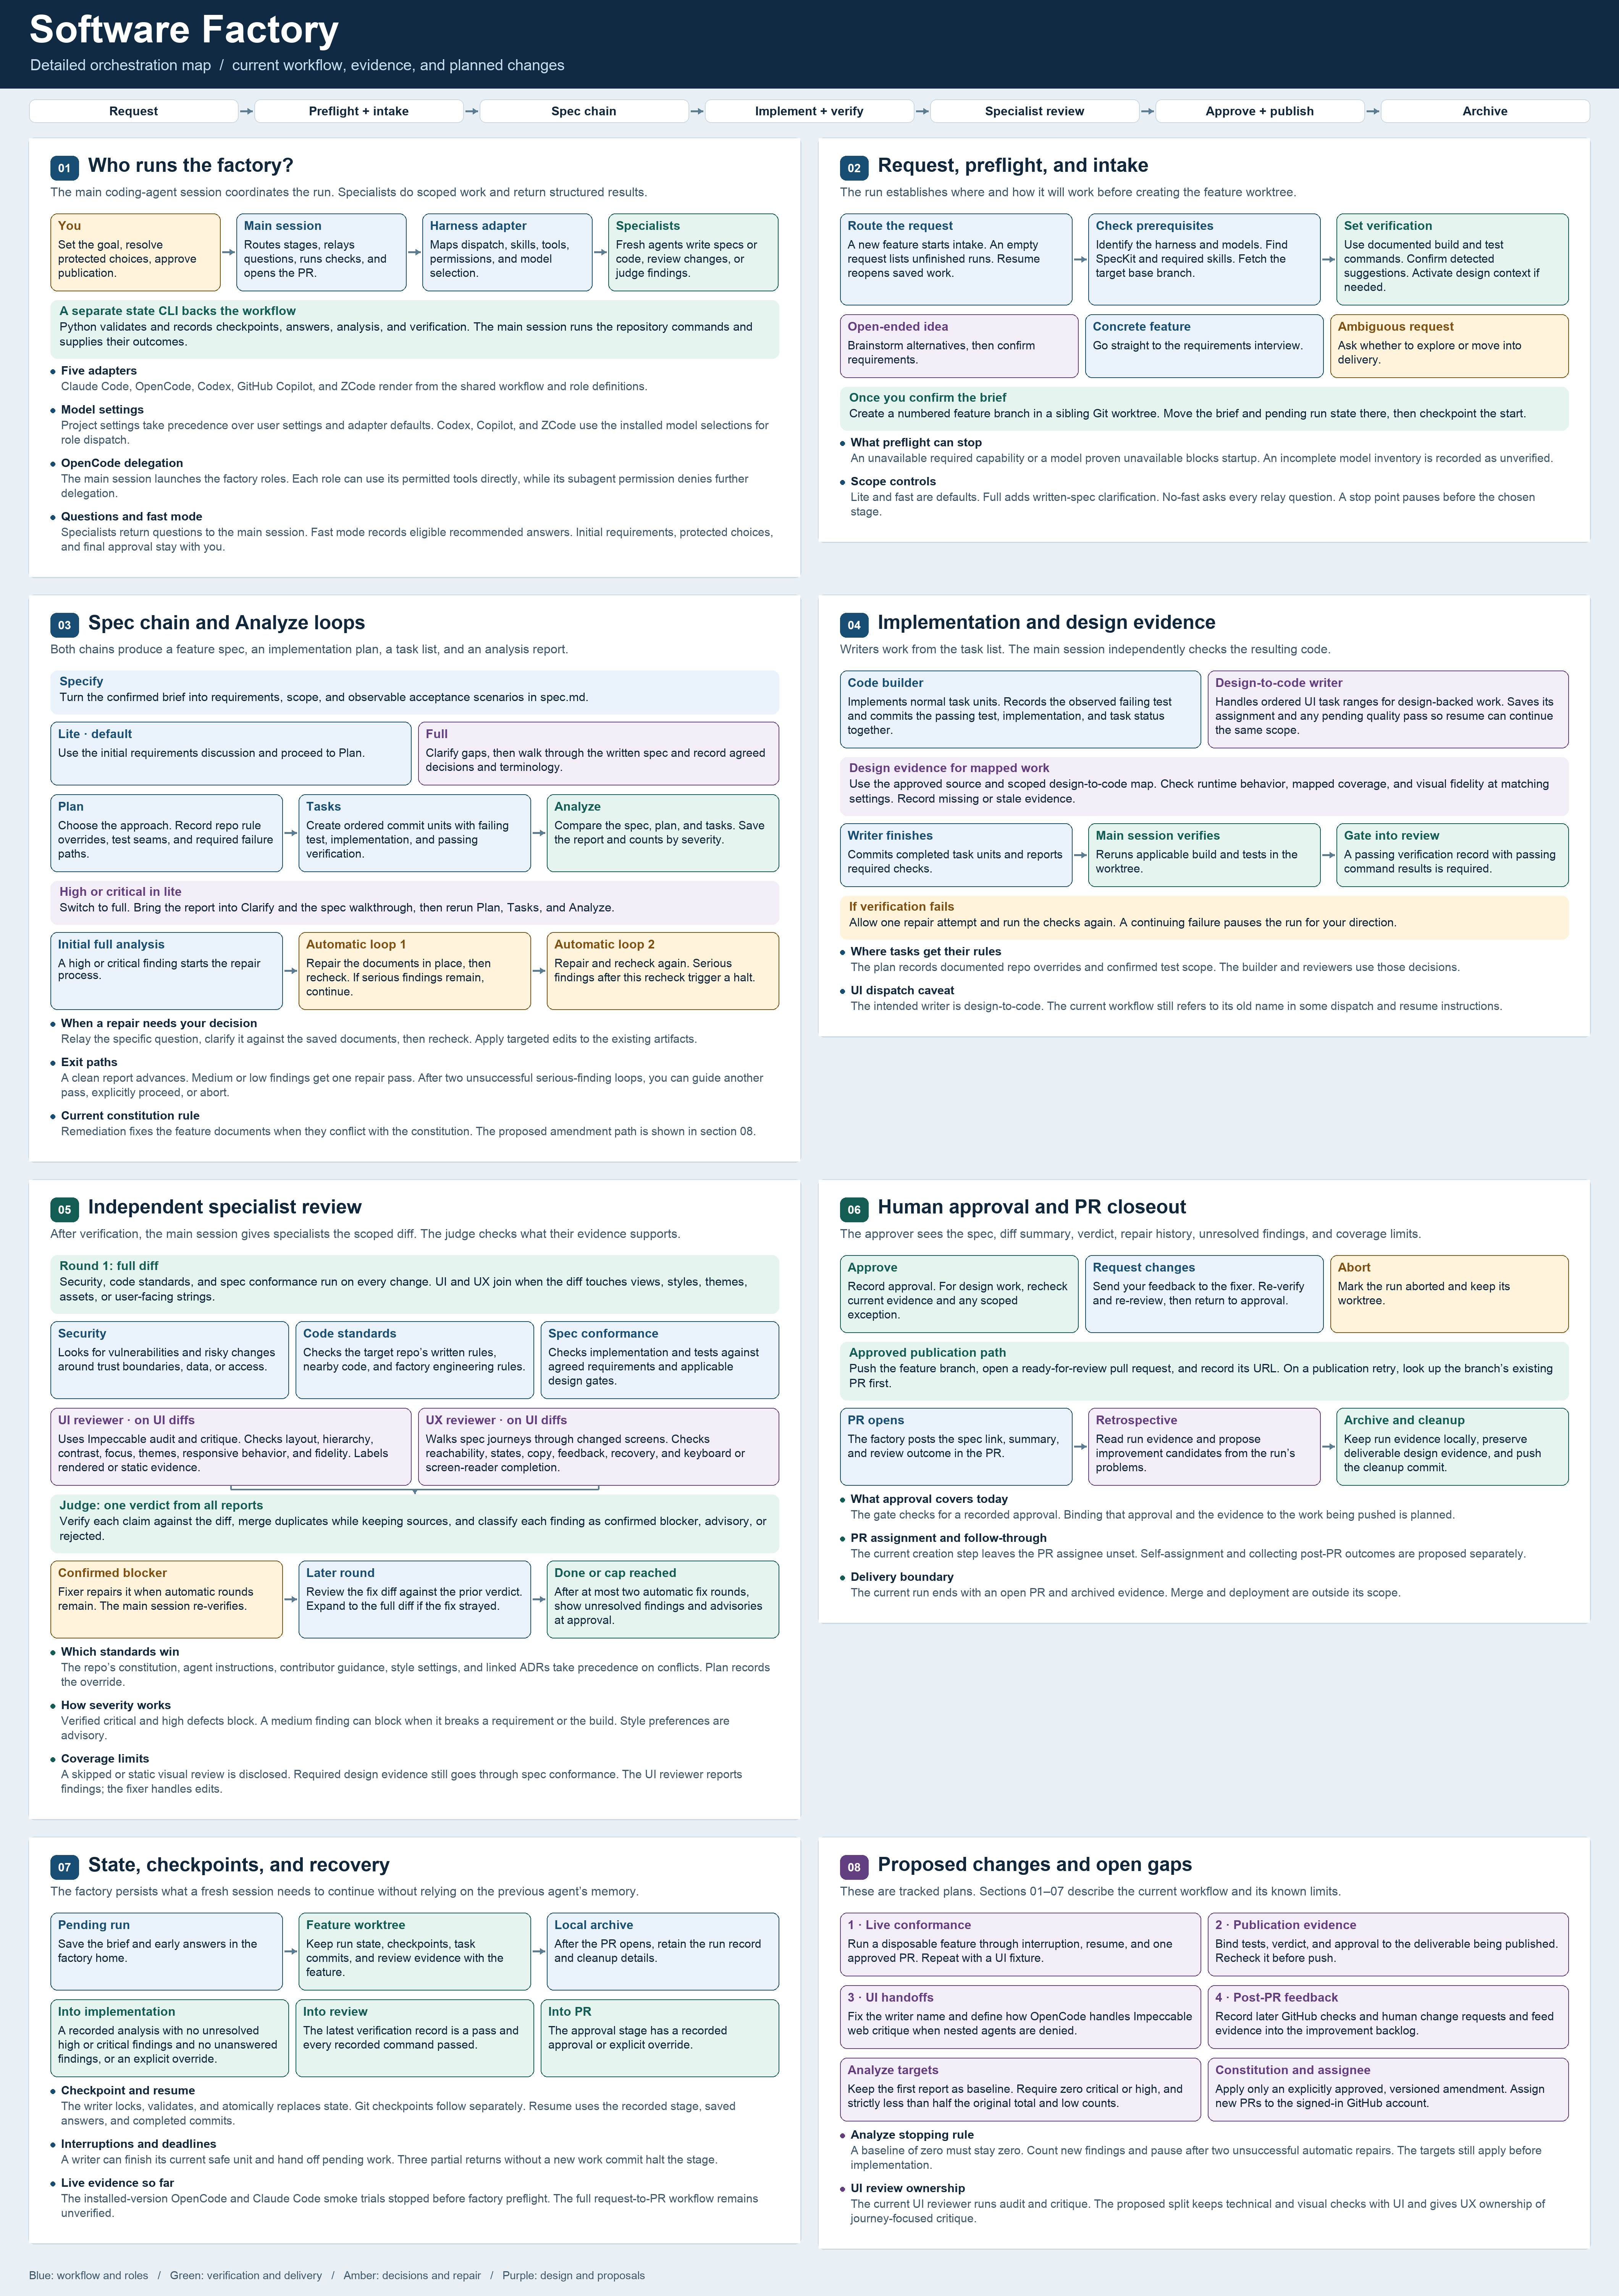 Software Factory
Detailed orchestration map / current workflow, evidence, and planned changes
Request
Preflight + intake
Spec chain
Implement + verify
Specialist review
Approve + publish
Archive
01
Who runs the factory?
The main coding-agent session coordinates the run. Specialists do scoped work and return structured results.
You
Set the goal, resolve
protected choices, approve
publication.
Main session
Routes stages, relays
questions, runs checks, and
opens the PR.
Harness adapter
Maps dispatch, skills, tools,
permissions, and model
selection.
Specialists
Fresh agents write specs or
code, review changes, or
judge findings.
A separate state CLI backs the workflow
Python validates and records checkpoints, answers, analysis, and verification. The main session runs the repository commands and
supplies their outcomes.
• Five adapters
Claude Code, OpenCode, Codex, GitHub Copilot, and ZCode render from the shared workflow and role definitions.
• Model settings
Project settings take precedence over user settings and adapter defaults. Codex, Copilot, and ZCode use the installed model selections for
role dispatch.
• OpenCode delegation
The main session launches the factory roles. Each role can use its permitted tools directly, while its subagent permission denies further
delegation.
• Questions and fast mode
Specialists return questions to the main session. Fast mode records eligible recommended answers. Initial requirements, protected choices,
and final approval stay with you.
02
Request, preflight, and intake
The run establishes where and how it will work before creating the feature worktree.
Route the request
A new feature starts intake. An empty
request lists unfinished runs. Resume
reopens saved work.
Check prerequisites
Identify the harness and models. Find
SpecKit and required skills. Fetch the
target base branch.
Set verification
Use documented build and test
commands. Confirm detected
suggestions. Activate design context if
needed.
Open-ended idea
Brainstorm alternatives, then confirm
requirements.
Concrete feature
Go straight to the requirements interview.
Ambiguous request
Ask whether to explore or move into
delivery.
Once you confirm the brief
Create a numbered feature branch in a sibling Git worktree. Move the brief and pending run state there, then checkpoint the start.
• What preflight can stop
An unavailable required capability or a model proven unavailable blocks startup. An incomplete model inventory is recorded as unverified.
• Scope controls
Lite and fast are defaults. Full adds written-spec clarification. No-fast asks every relay question. A stop point pauses before the chosen
stage.
03
Spec chain and Analyze loops
Both chains produce a feature spec, an implementation plan, a task list, and an analysis report.
Specify
Turn the confirmed brief into requirements, scope, and observable acceptance scenarios in spec.md.
Lite · default
Use the initial requirements discussion and proceed to Plan.
Full
Clarify gaps, then walk through the written spec and record agreed
decisions and terminology.
Plan
Choose the approach. Record repo rule
overrides, test seams, and required failure
paths.
Tasks
Create ordered commit units with failing
test, implementation, and passing
verification.
Analyze
Compare the spec, plan, and tasks. Save
the report and counts by severity.
High or critical in lite
Switch to full. Bring the report into Clarify and the spec walkthrough, then rerun Plan, Tasks, and Analyze.
Initial full analysis
A high or critical finding starts the repair
process.
Automatic loop 1
Repair the documents in place, then
recheck. If serious findings remain,
continue.
Automatic loop 2
Repair and recheck again. Serious
findings after this recheck trigger a halt.
• When a repair needs your decision
Relay the specific question, clarify it against the saved documents, then recheck. Apply targeted edits to the existing artifacts.
• Exit paths
A clean report advances. Medium or low findings get one repair pass. After two unsuccessful serious-finding loops, you can guide another
pass, explicitly proceed, or abort.
• Current constitution rule
Remediation fixes the feature documents when they conflict with the constitution. The proposed amendment path is shown in section 08.
04
Implementation and design evidence
Writers work from the task list. The main session independently checks the resulting code.
Code builder
Implements normal task units. Records the observed failing test
and commits the passing test, implementation, and task status
together.
Design-to-code writer
Handles ordered UI task ranges for design-backed work. Saves its
assignment and any pending quality pass so resume can continue
the same scope.
Design evidence for mapped work
Use the approved source and scoped design-to-code map. Check runtime behavior, mapped coverage, and visual fidelity at matching
settings. Record missing or stale evidence.
Writer finishes
Commits completed task units and reports
required checks.
Main session verifies
Reruns applicable build and tests in the
worktree.
Gate into review
A passing verification record with passing
command results is required.
If verification fails
Allow one repair attempt and run the checks again. A continuing failure pauses the run for your direction.
• Where tasks get their rules
The plan records documented repo overrides and confirmed test scope. The builder and reviewers use those decisions.
• UI dispatch caveat
The intended writer is design-to-code. The current workflow still refers to its old name in some dispatch and resume instructions.
05
Independent specialist review
After verification, the main session gives specialists the scoped diff. The judge checks what their evidence supports.
Round 1: full diff
Security, code standards, and spec conformance run on every change. UI and UX join when the diff touches views, styles, themes,
assets, or user-facing strings.
Security
Looks for vulnerabilities and risky changes
around trust boundaries, data, or access.
Code standards
Checks the target repo's written rules,
nearby code, and factory engineering rules.
Spec conformance
Checks implementation and tests against
agreed requirements and applicable
design gates.
UI reviewer · on UI diffs
Uses Impeccable audit and critique. Checks layout, hierarchy,
contrast, focus, themes, responsive behavior, and fidelity. Labels
rendered or static evidence.
UX reviewer · on UI diffs
Walks spec journeys through changed screens. Checks
reachability, states, copy, feedback, recovery, and keyboard or
screen-reader completion.
Judge: one verdict from all reports
Verify each claim against the diff, merge duplicates while keeping sources, and classify each finding as confirmed blocker, advisory, or
rejected.
Confirmed blocker
Fixer repairs it when automatic rounds
remain. The main session re-verifies.
Later round
Review the fix diff against the prior verdict.
Expand to the full diff if the fix strayed.
Done or cap reached
After at most two automatic fix rounds,
show unresolved findings and advisories
at approval.
• Which standards win
The repo's constitution, agent instructions, contributor guidance, style settings, and linked ADRs take precedence on conflicts. Plan records
the override.
• How severity works
Verified critical and high defects block. A medium finding can block when it breaks a requirement or the build. Style preferences are
advisory.
• Coverage limits
A skipped or static visual review is disclosed. Required design evidence still goes through spec conformance. The UI reviewer reports
findings; the fixer handles edits.
06
Human approval and PR closeout
The approver sees the spec, diff summary, verdict, repair history, unresolved findings, and coverage limits.
Approve
Record approval. For design work, recheck
current evidence and any scoped
exception.
Request changes
Send your feedback to the fixer. Re-verify
and re-review, then return to approval.
Abort
Mark the run aborted and keep its
worktree.
Approved publication path
Push the feature branch, open a ready-for-review pull request, and record its URL. On a publication retry, look up the branch's existing
PR first.
PR opens
The factory posts the spec link, summary,
and review outcome in the PR.
Retrospective
Read run evidence and propose
improvement candidates from the run's
problems.
Archive and cleanup
Keep run evidence locally, preserve
deliverable design evidence, and push
the cleanup commit.
• What approval covers today
The gate checks for a recorded approval. Binding that approval and the evidence to the work being pushed is planned.
• PR assignment and follow-through
The current creation step leaves the PR assignee unset. Self-assignment and collecting post-PR outcomes are proposed separately.
• Delivery boundary
The current run ends with an open PR and archived evidence. Merge and deployment are outside its scope.
07
State, checkpoints, and recovery
The factory persists what a fresh session needs to continue without relying on the previous agent's memory.
Pending run
Save the brief and early answers in the
factory home.
Feature worktree
Keep run state, checkpoints, task
commits, and review evidence with the
feature.
Local archive
After the PR opens, retain the run record
and cleanup details.
Into implementation
A recorded analysis with no unresolved
high or critical findings and no unanswered
findings, or an explicit override.
Into review
The latest verification record is a pass and
every recorded command passed.
Into PR
The approval stage has a recorded
approval or explicit override.
• Checkpoint and resume
The writer locks, validates, and atomically replaces state. Git checkpoints follow separately. Resume uses the recorded stage, saved
answers, and completed commits.
• Interruptions and deadlines
A writer can finish its current safe unit and hand off pending work. Three partial returns without a new work commit halt the stage.
• Live evidence so far
The installed-version OpenCode and Claude Code smoke trials stopped before factory preflight. The full request-to-PR workflow remains
unverified.
08
Proposed changes and open gaps
These are tracked plans. Sections 01–07 describe the current workflow and its known limits.
1 · Live conformance
Run a disposable feature through interruption, resume, and one
approved PR. Repeat with a UI fixture.
2 · Publication evidence
Bind tests, verdict, and approval to the deliverable being published.
Recheck it before push.
3 · UI handoffs
Fix the writer name and define how OpenCode handles Impeccable
web critique when nested agents are denied.
4 · Post-PR feedback
Record later GitHub checks and human change requests and feed
evidence into the improvement backlog.
Analyze targets
Keep the first report as baseline. Require zero critical or high, and
strictly less than half the original total and low counts.
Constitution and assignee
Apply only an explicitly approved, versioned amendment. Assign
new PRs to the signed-in GitHub account.
• Analyze stopping rule
A baseline of zero must stay zero. Count new findings and pause after two unsuccessful automatic repairs. The targets still apply before
implementation.
• UI review ownership
The current UI reviewer runs audit and critique. The proposed split keeps technical and visual checks with UI and gives UX ownership of
journey-focused critique.
Blue: workflow and roles / Green: verification and delivery / Amber: decisions and repair / Purple: design and proposals